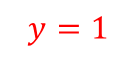 y = 1